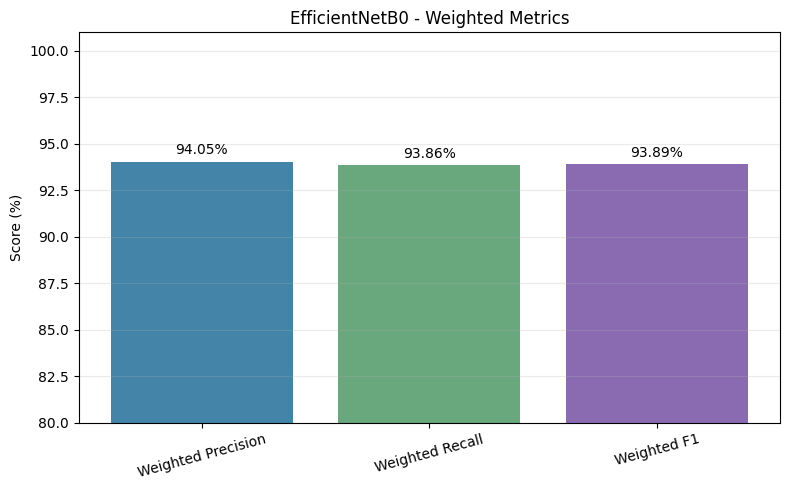 EfficientNetB0 - Weighted Metrics
Score (%)
100.0
97.5
95.0
92.5
90.0
87.5
85.0
82.5
80.0
94.05%
93.86%
93.89%
Weighted Precision
Weighted Recall
Weighted F1